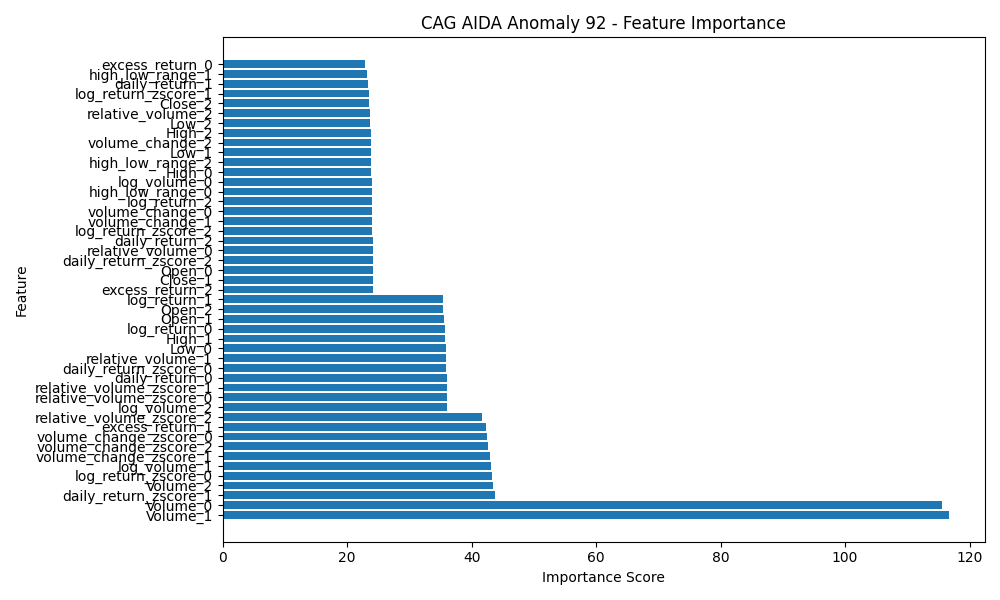 CAG AIDA Anomaly 92 - Feature Importance
excess_return_0
high_low_range_1
daily_return_1
log_return_zscore_1
Close_2
relative_volume_2
Low_2
High_2
volume_change_2
Low_1
high_low_range_2
High_0
log_volume_0
high_low_range_0
log_return_2
volume_change_0
volume_change_1
log_return_zscore_2
daily_return_2
relative_volume_0
daily_return_zscore_2
Open_0
Close_1
excess_return_2
log_return_1
Open_2
Open_1
log_return_0
High_1
Low_0
relative_volume_1
daily_return_zscore_0
daily_return_0
relative_volume_zscore_1
relative_volume_zscore_0
log_volume_2
relative_volume_zscore_2
excess_return_1
volume_change_zscore_0
volume_change_zscore_2
volume_change_zscore_1
log_volume_1
log_return_zscore_0
Volume_2
daily_return_zscore_1
Volume_0
Volume_1
Feature
0 20 40 60 80 100 120
Importance Score